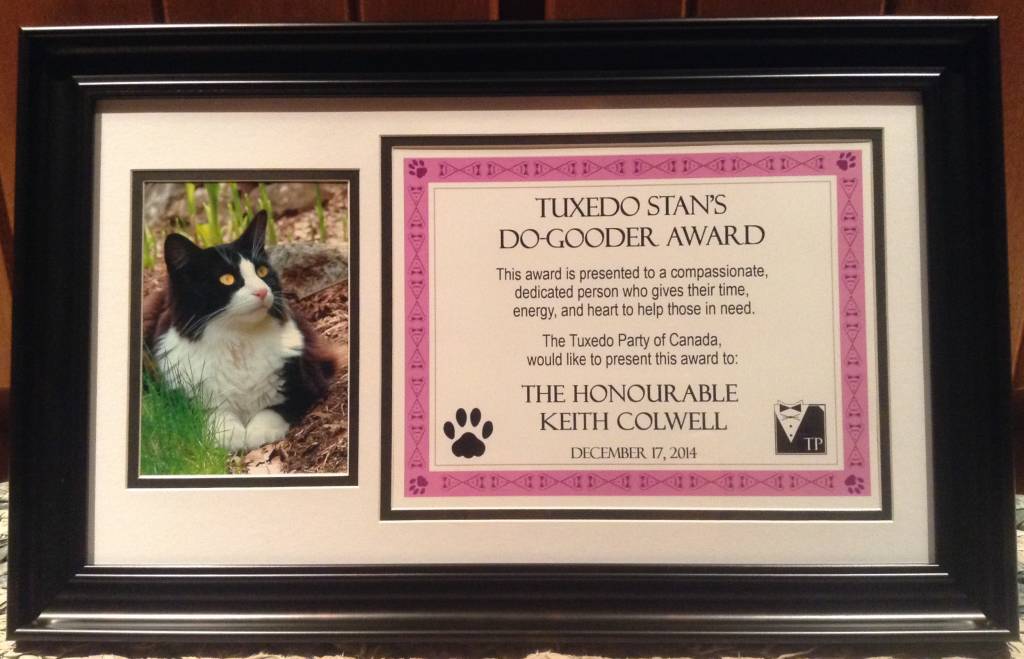 TUXEDO STAN'S
DO-GOODER AWARD
This award is presented to a compassionate,
dedicated person who gives their time,
energy, and heart to help those in need.
The Tuxedo Party of Canada,
would like to present this award to:
THE HONOURABLE
KEITH COLWELL
DECEMBER 17, 2014
TP